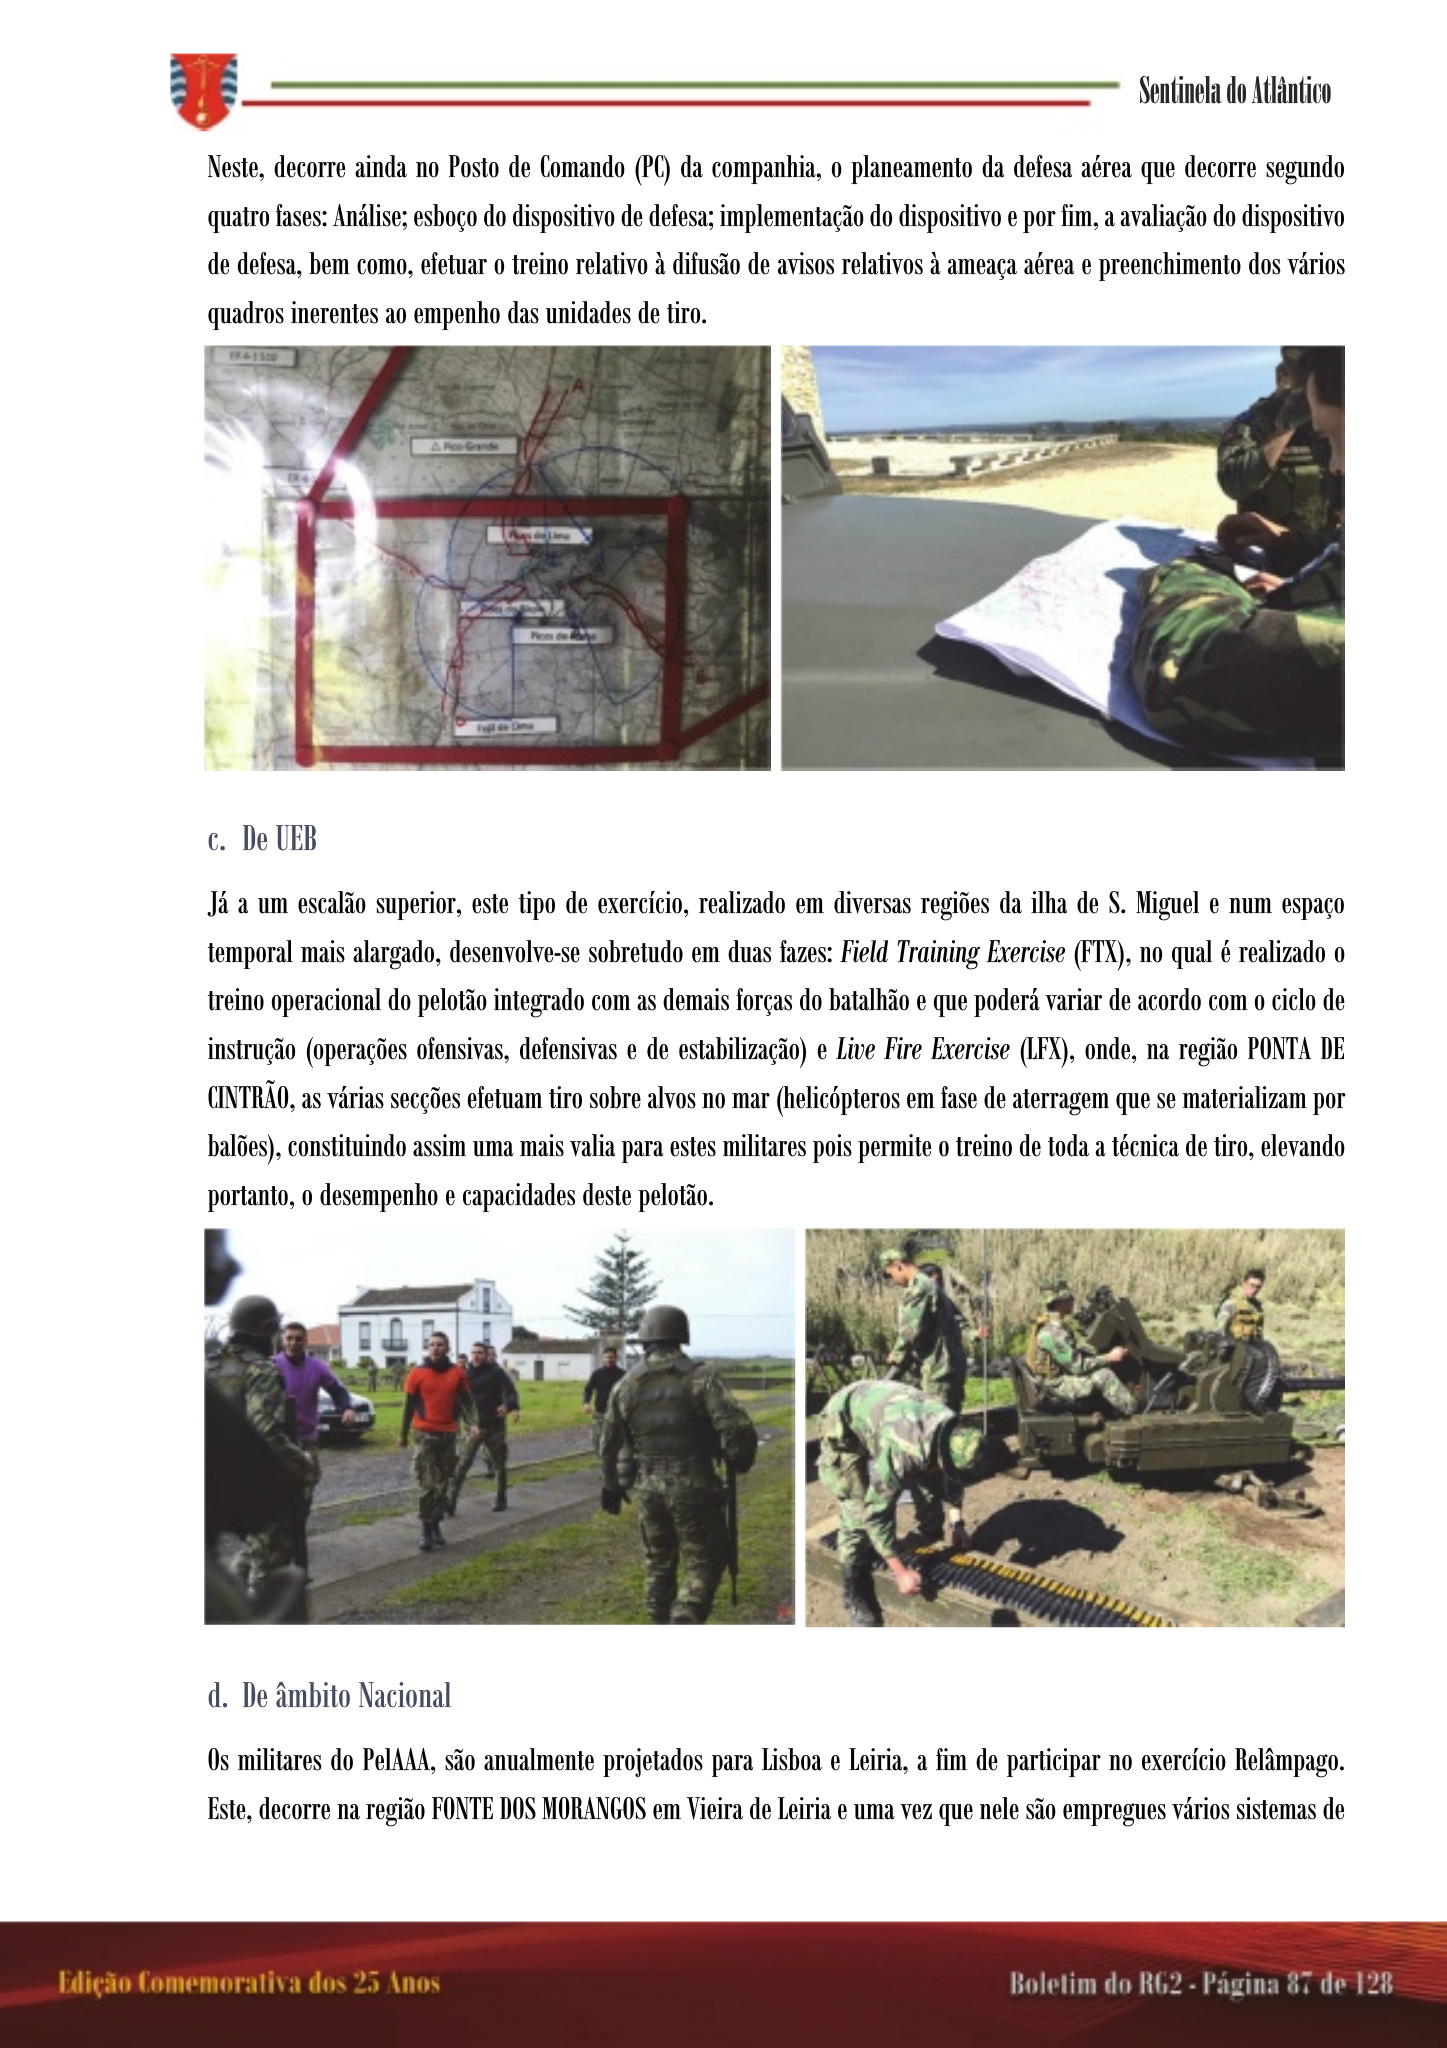 Sentinela do Atlântico
Neste, decorre ainda no Posto de Comando (PC) da companhia, o planeamento da defesa aérea que decorre segundo
quatro fases: Análise; esboço do dispositivo de defesa; implementação do dispositivo e por fim, a avaliação do dispositivo
de defesa, bem como, efetuar o treino relativo à difusão de avisos relativos à ameaça aérea e preenchimento dos vários
quadros inerentes ao empenho das unidades de tiro.
Pico Grande
Picos de
Fajã de Cima
c. De UEB
Já a um escalão superior, este tipo de exercício, realizado em diversas regiões da ilha de S. Miguel e num espaço
temporal mais alargado, desenvolve-se sobretudo em duas fazes: Field Training Exercise (FTX), no qual é realizado o
treino operacional do pelotão integrado com as demais forças do batalhão e que poderá variar de acordo com o ciclo de
instrução (operações ofensivas, defensivas e de estabilização) e Live Fire Exercise (LFX), onde, na região PONTA DE
CINTRÃO, as várias secções efetuam tiro sobre alvos no mar (helicópteros em fase de aterragem que se materializam por
balões), constituindo assim uma mais valia para estes militares pois permite o treino de toda a técnica de tiro, elevando
portanto, o desempenho e capacidades deste pelotão.
d. De âmbito Nacional
Os militares do PelAAA, são anualmente projetados para Lisboa e Leiria, a fim de participar no exercício Relâmpago.
Este, decorre na região FONTE DOS MORANGOS em Vieira de Leiria e uma vez que nele são empregues vários sistemas de
Edição Comemorativa dos 25 Anos
Boletim do RG2 - Página 87 de 128